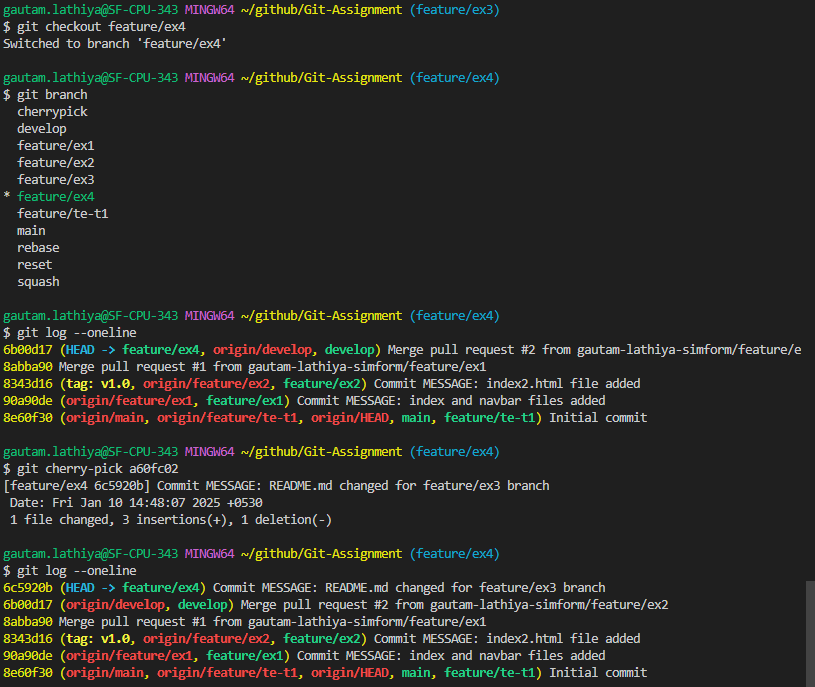 gautam.lathiya@SF-CPU-343 MINGW64 ~/github/Git-Assignment (feature/ex3)
$ git checkout feature/ex4
Switched to branch 'feature/ex4'

gautam.lathiya@SF-CPU-343 MINGW64 ~/github/Git-Assignment (feature/ex4)
$ git branch
  cherrypick
  develop
  feature/ex1
  feature/ex2
  feature/ex3
* feature/ex4
  feature/te-t1
  main
  rebase
  reset
  squash

gautam.lathiya@SF-CPU-343 MINGW64 ~/github/Git-Assignment (feature/ex4)
$ git log --oneline
6b00d17 (HEAD -> feature/ex4, origin/develop, develop) Merge pull request #2 from gautam-lathiya-simform/feature/e
8abba90 Merge pull request #1 from gautam-lathiya-simform/feature/ex1
8343d16 (tag: v1.0, origin/feature/ex2, feature/ex2) Commit MESSAGE: index2.html file added
90a90de (origin/feature/ex1, feature/ex1) Commit MESSAGE: index and navbar files added
8e60f30 (origin/main, origin/feature/te-t1, origin/HEAD, main, feature/te-t1) Initial commit

gautam.lathiya@SF-CPU-343 MINGW64 ~/github/Git-Assignment (feature/ex4)
$ git cherry-pick a60fc02
[feature/ex4 6c5920b] Commit MESSAGE: README.md changed for feature/ex3 branch
 Date: Fri Jan 10 14:48:07 2025 +0530
 1 file changed, 3 insertions(+), 1 deletion(-)

gautam.lathiya@SF-CPU-343 MINGW64 ~/github/Git-Assignment (feature/ex4)
$ git log --oneline
6c5920b (HEAD -> feature/ex4) Commit MESSAGE: README.md changed for feature/ex3 branch
6b00d17 (origin/develop, develop) Merge pull request #2 from gautam-lathiya-simform/feature/ex2
8abba90 Merge pull request #1 from gautam-lathiya-simform/feature/ex1
8343d16 (tag: v1.0, origin/feature/ex2, feature/ex2) Commit MESSAGE: index2.html file added
90a90de (origin/feature/ex1, feature/ex1) Commit MESSAGE: index and navbar files added
8e60f30 (origin/main, origin/feature/te-t1, origin/HEAD, main, feature/te-t1) Initial commit